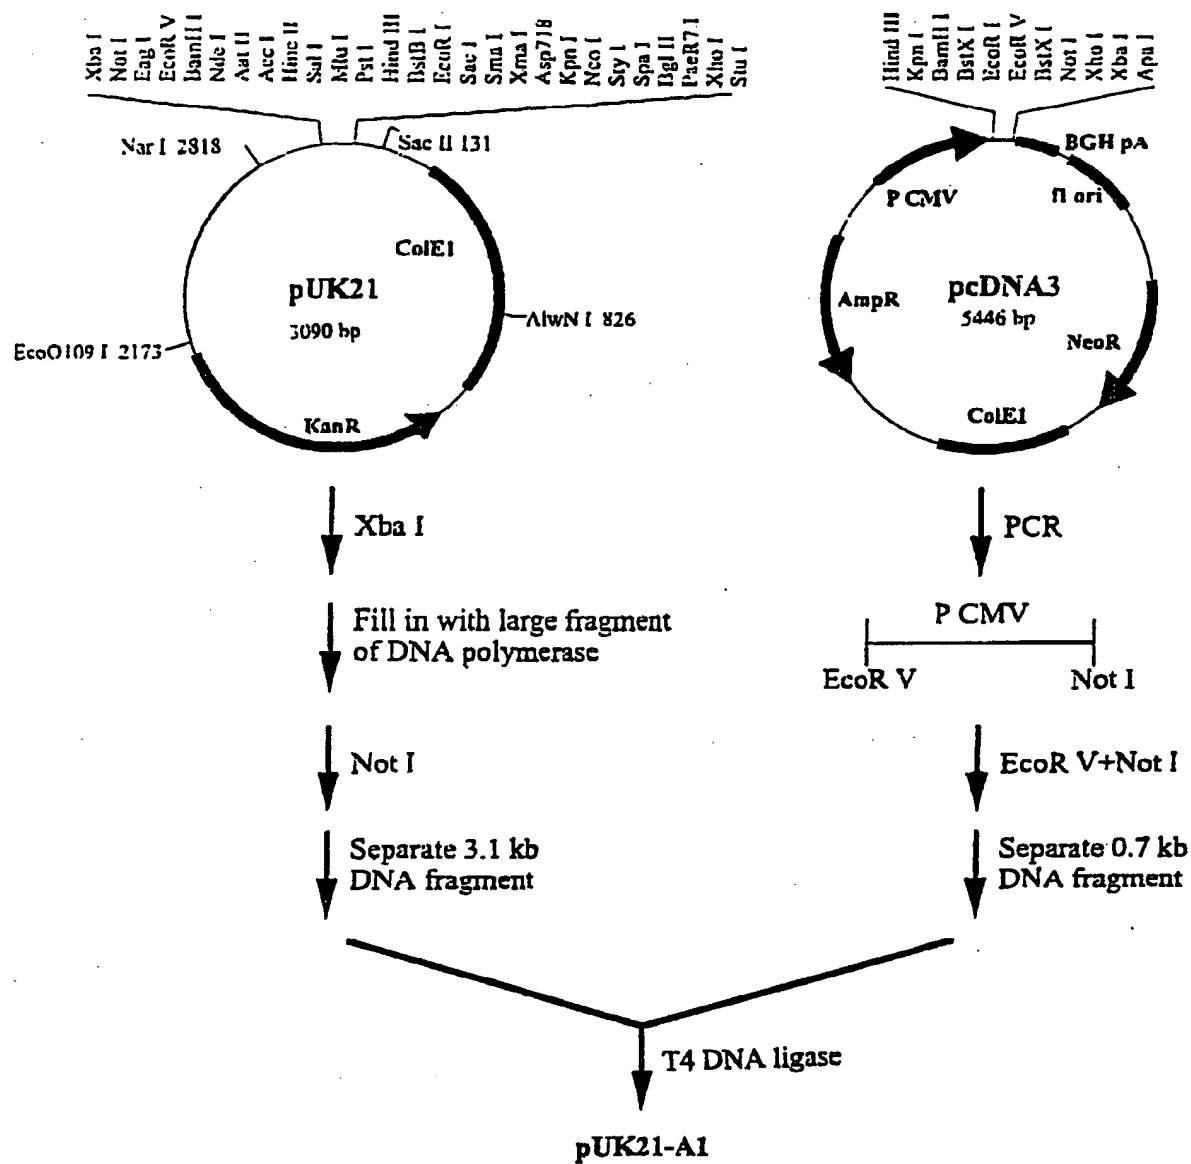 Xba I
Not I
Eag I
EcoR V
BamH I
Nde I
Aat II
Acc I
Hinc II
Sal I
Mlu I
Pst I
Hind III
BstB I
EcoR I
Sac I
Sma I
Xma I
Asp718
Kpn I
Nco I
Sty I
Spa I
Bgl II
PaeR7 I
Xho I
Stu I
Hind III
Kpn I
BamH I
BstX I
EcoR I
EcoR V
BstX I
Not I
Xho I
Xba I
Apa I
Nar I 2818
Sac II 131
ColE1
pUK21
3090 bp
AlwN I 826
EcoO109 I 2173
KanR
BGH pA
P CMV
f1 ori
AmpR
pcDNA3
5446 bp
NeoR
ColE1
Xba I
PCR
Fill in with large fragment
of DNA polymerase
P CMV
EcoR V
Not I
Not I
EcoR V+Not I
Separate 3.1 kb
DNA fragment
Separate 0.7 kb
DNA fragment
T4 DNA ligase
pUK21-A1